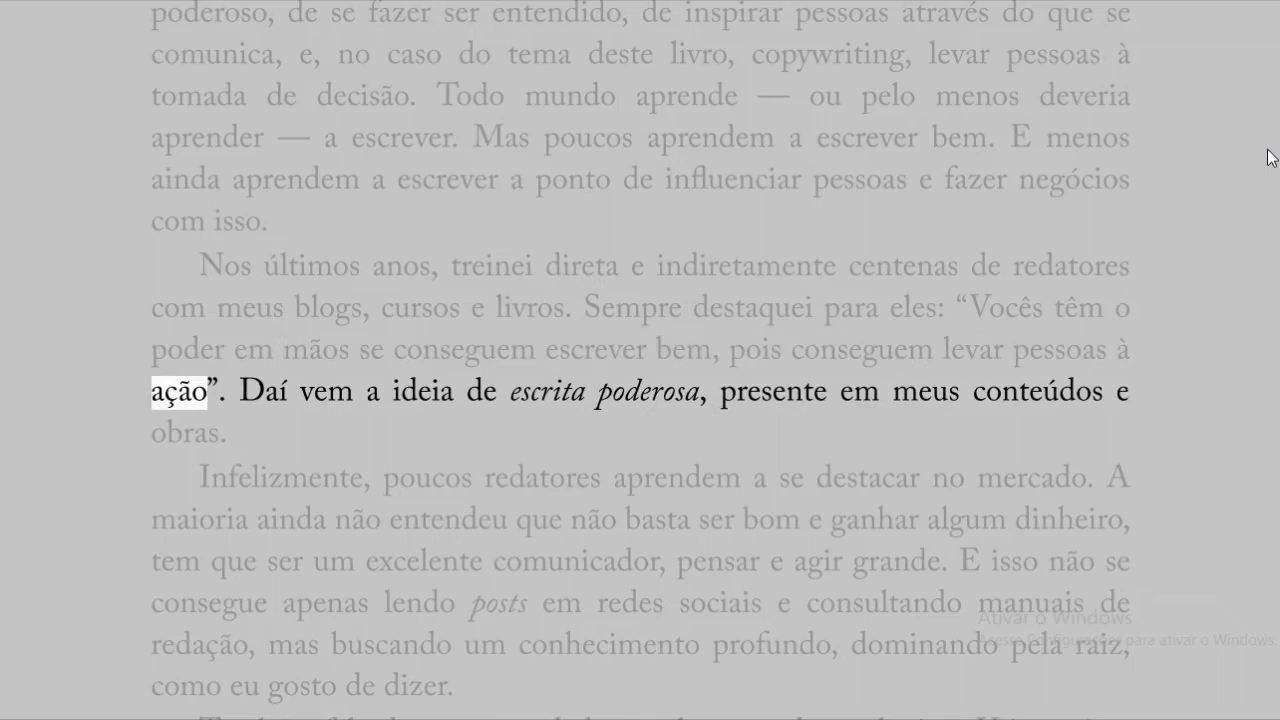 poderoso, de se fazer ser entendido, de inspirar pessoas através do que se
comunica, e, no caso do tema deste livro, copywriting, levar pessoas à
tomada de decisão. Todo mundo aprende — ou pelo menos deveria
aprender — a escrever. Mas poucos aprendem a escrever bem. E menos
ainda aprendem a escrever a ponto de influenciar pessoas e fazer negócios
com isso.
Nos últimos anos, treinei direta e indiretamente centenas de redatores
com meus blogs, cursos e livros. Sempre destaquei para eles: “Vocês têm o
poder em mãos se conseguem escrever bem, pois conseguem levar pessoas à
ação”. Daí vem a ideia de escrita poderosa, presente em meus conteúdos e
obras.
Infelizmente, poucos redatores aprendem a se destacar no mercado. A
maioria ainda não entendeu que não basta ser bom e ganhar algum dinheiro,
tem que ser um excelente comunicador, pensar e agir grande. E isso não se
consegue apenas lendo posts em redes sociais e consultando manuais de
Ativar o Windows
Acesse Configurações para ativar o Windows.
redação, mas buscando um conhecimento profundo, dominando pela raiz,
como eu gosto de dizer.